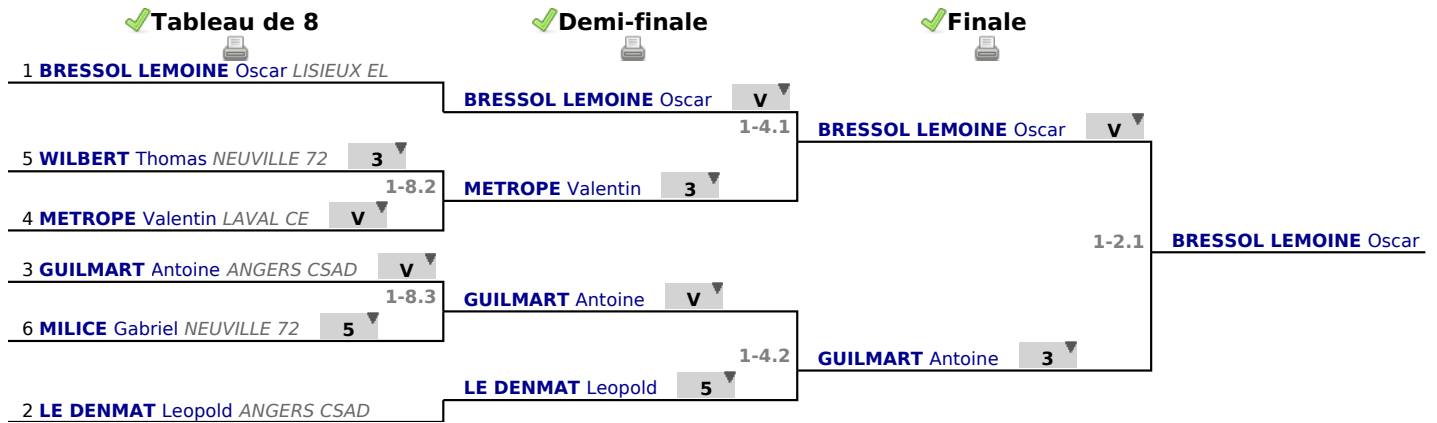 Tableau de 8
Demi-finale
Finale
1 BRESSOL LEMOINE Oscar LISIEUX EL
5 WILBERT Thomas NEUVILLE 72 3
1-8.2
4 METROPE Valentin LAVAL CE V
3 GUILMART Antoine ANGERS CSAD V
1-8.3
6 MILICE Gabriel NEUVILLE 72 5
2 LE DENMAT Leopold ANGERS CSAD
BRESSOL LEMOINE Oscar V
1-4.1
METROPE Valentin 3
GUILMART Antoine V
1-4.2
LE DENMAT Leopold 5
BRESSOL LEMOINE Oscar V
1-2.1
GUILMART Antoine 3
BRESSOL LEMOINE Oscar